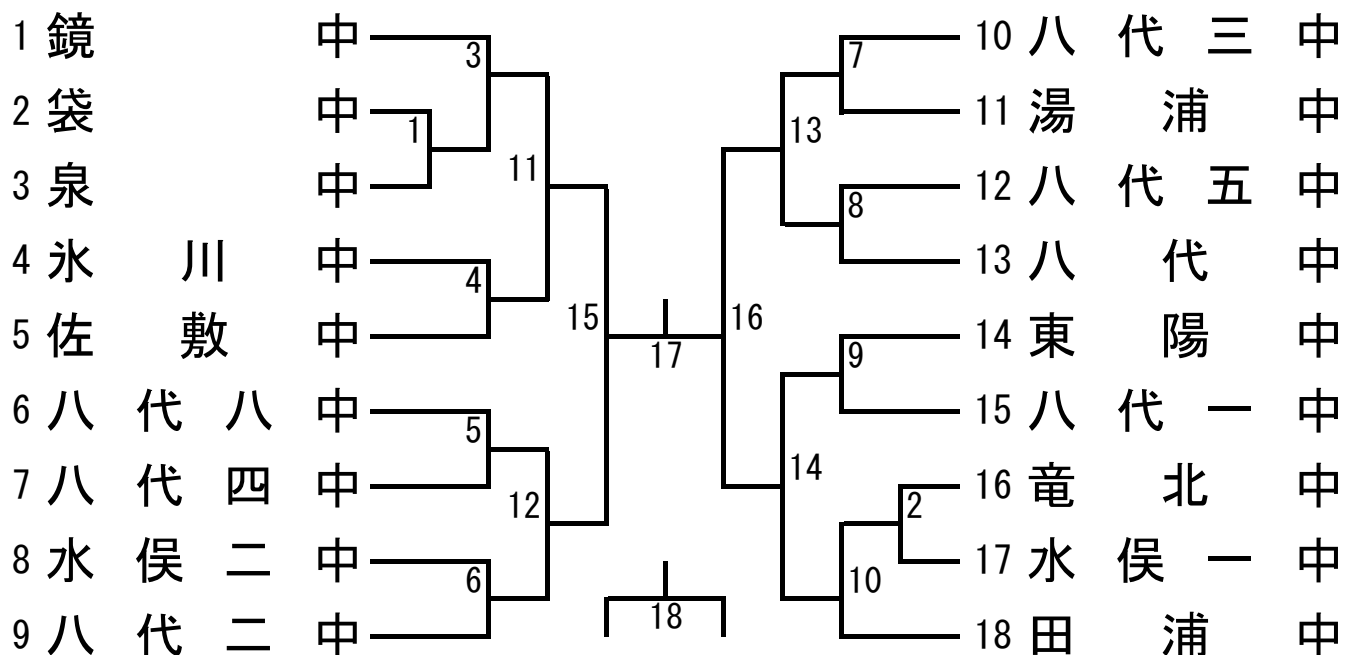 1 鏡 中
2 袋 中
3 泉 中
4 氷 川 中
5 佐 敷 中
6 八 代 八 中
7 八 代 四 中
8 水 俣 二 中
9 八 代 二 中
3
1
11
4
15
5
12
6
17
18
7
13
8
16
9
14
2
10
10 八 代 三 中
11 湯 浦 中
12 八 代 五 中
13 八 代 中
14 東 陽 中
15 八 代 一 中
16 竜 北 中
17 水 俣 一 中
18 田 浦 中